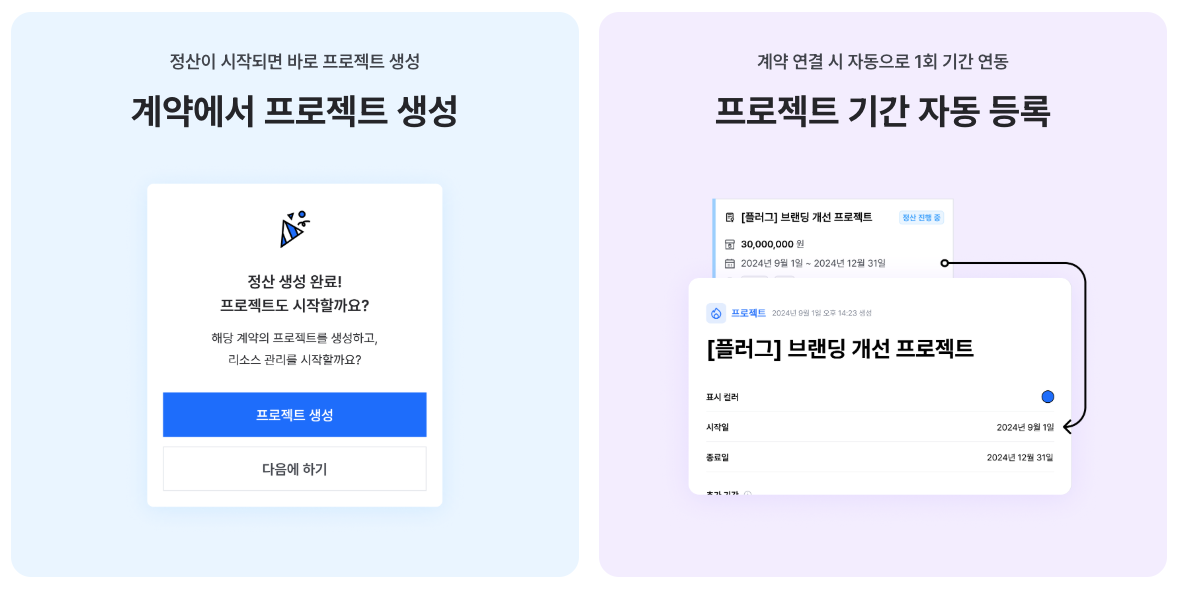 정산이 시작되면 바로 프로젝트 생성
계약에서 프로젝트 생성
정산 생성 완료!
프로젝트도 시작할까요?
해당 계약의 프로젝트를 생성하고,
리소스 관리를 시작할까요?
프로젝트 생성
다음에 하기
계약 연결 시 자동으로 1회 기간 연동
프로젝트 기간 자동 등록
[플러그] 브랜딩 개선 프로젝트
정산 진행 중
30,000,000 원
2024년 9월 1일 ~ 2024년 12월 31일
프로젝트 2024년 9월 1일 오후 14:23 생성
[플러그] 브랜딩 개선 프로젝트
표시 컬러
시작일 2024년 9월 1일
종료일 2024년 12월 31일